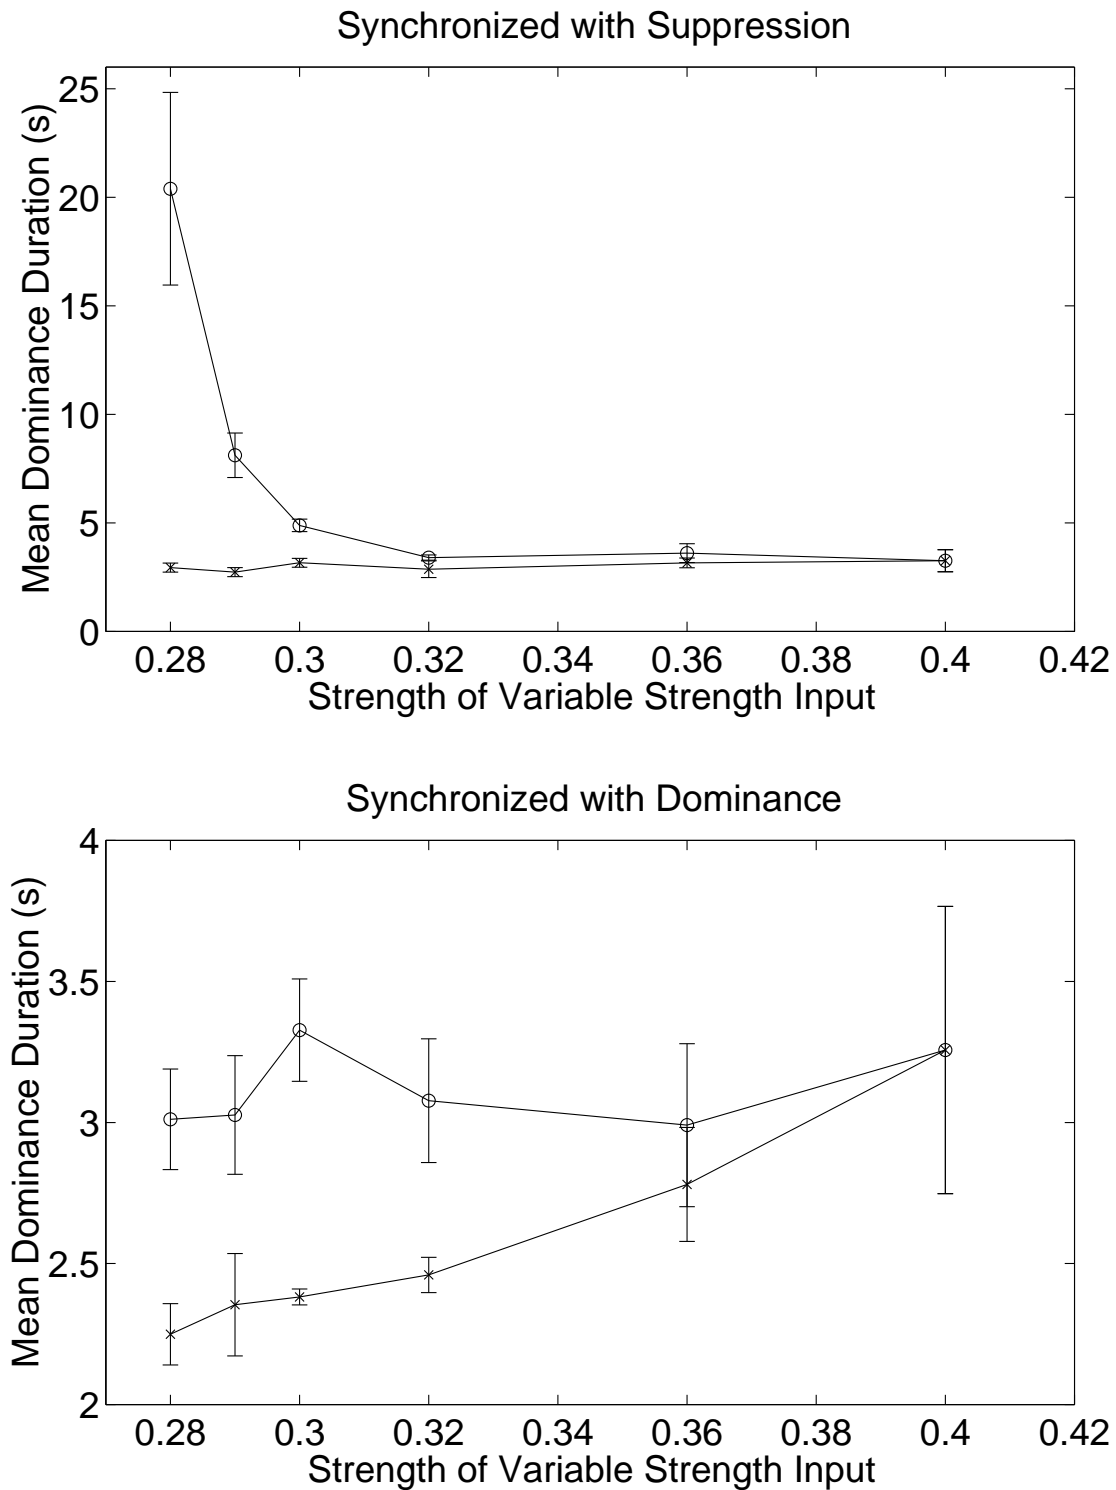 Synchronized with Suppression
Mean Dominance Duration (s)
25
20
15
10
5
0
0.28 0.3 0.32 0.34 0.36 0.38 0.4 0.42
Strength of Variable Strength Input
Synchronized with Dominance
Mean Dominance Duration (s)
4
3.5
3
2.5
2
0.28 0.3 0.32 0.34 0.36 0.38 0.4 0.42
Strength of Variable Strength Input